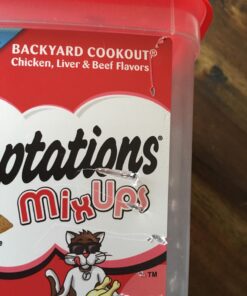 BACKYARD COOKOUT®
Chicken, Liver & Beef Flavors
ptations®
MixUps
TM